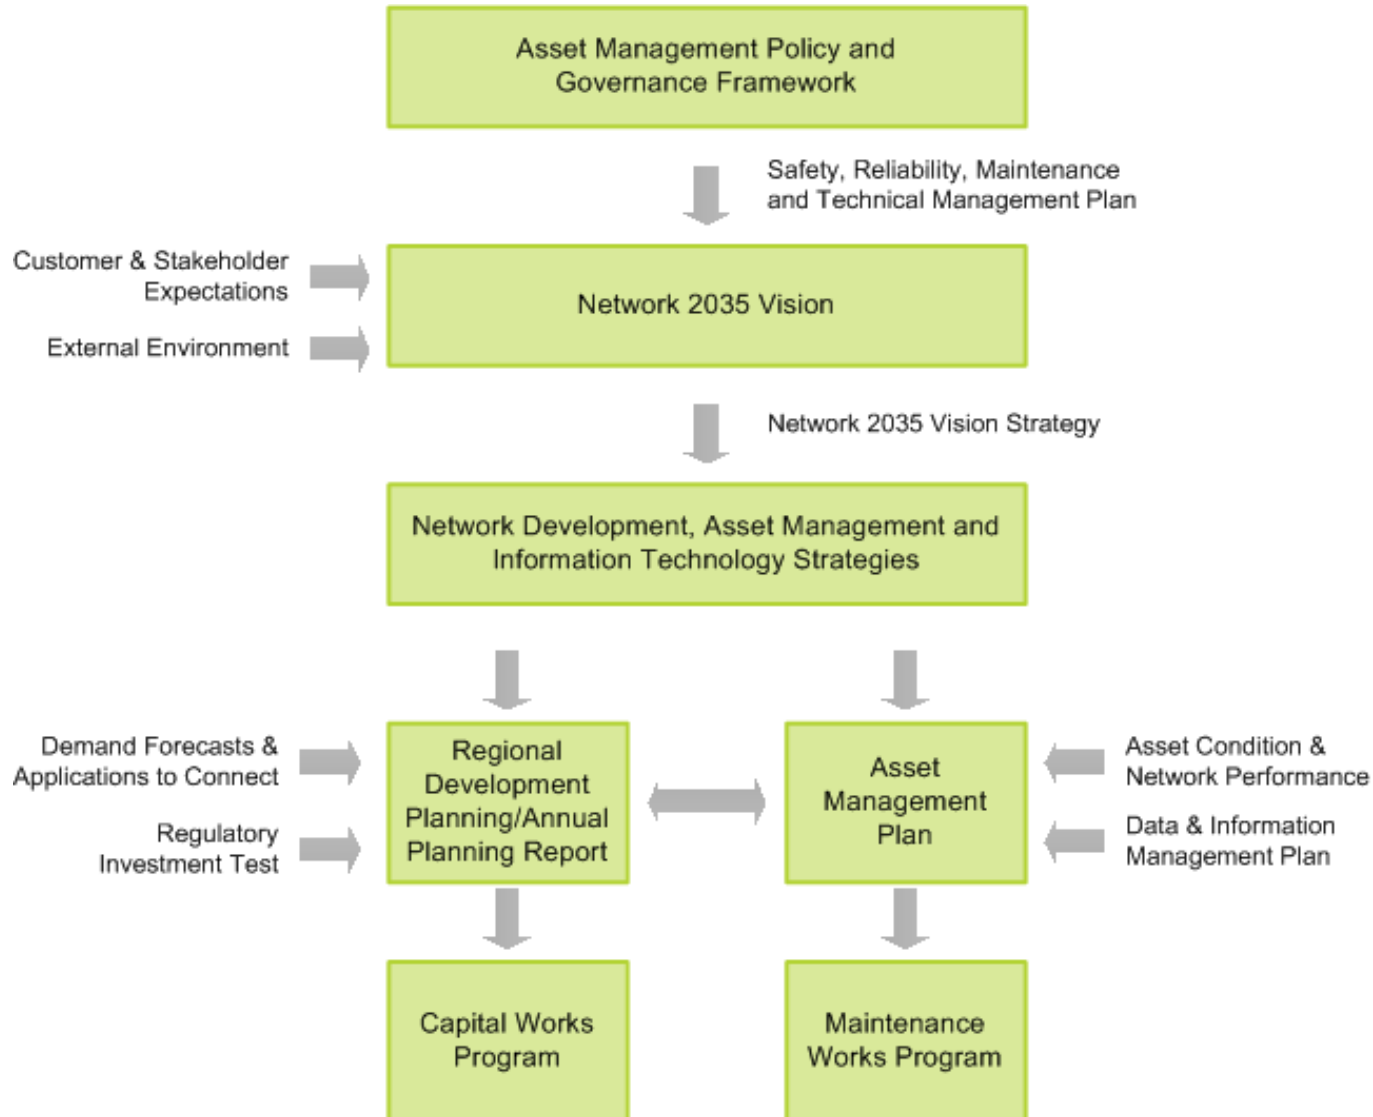 Asset Management Policy and
Governance Framework
Safety, Reliability, Maintenance
and Technical Management Plan
Customer & Stakeholder
Expectations
External Environment
Network 2035 Vision
Network 2035 Vision Strategy
Network Development, Asset Management and
Information Technology Strategies
Demand Forecasts &
Applications to Connect
Regulatory
Investment Test
Regional
Development
Planning/Annual
Planning Report
Asset
Management
Plan
Asset Condition &
Network Performance
Data & Information
Management Plan
Capital Works
Program
Maintenance
Works Program